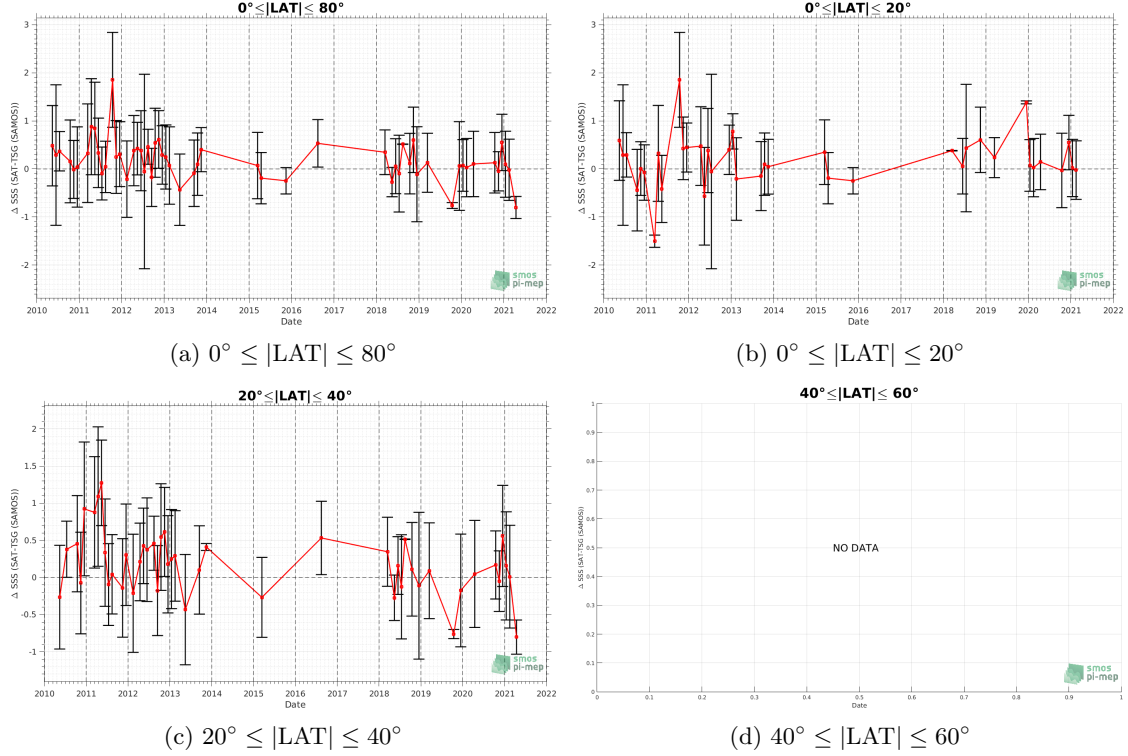 0°≤|LAT|≤ 80°
3
2
1
0
-1
-2
Δ SSS (SAT-TSG (SAMOS))
2010 2011 2012 2013 2014 2015 2016 2017 2018 2019 2020 2021 2022
Date
smos
pi-mep
(a) 0° ≤ |LAT| ≤ 80°
0°≤|LAT|≤ 20°
3
2
1
0
-1
-2
Δ SSS (SAT-TSG (SAMOS))
2010 2011 2012 2013 2014 2015 2016 2017 2018 2019 2020 2021 2022
Date
smos
pi-mep
(b) 0° ≤ |LAT| ≤ 20°
20°≤|LAT|≤ 40°
2
1.5
1
0.5
0
-0.5
-1
Δ SSS (SAT-TSG (SAMOS))
2010 2011 2012 2013 2014 2015 2016 2017 2018 2019 2020 2021 2022
Date
smos
pi-mep
(c) 20° ≤ |LAT| ≤ 40°
40°≤|LAT|≤ 60°
1
0.9
0.8
0.7
0.6
0.5
0.4
0.3
0.2
0.1
0
Δ SSS (SAT-TSG (SAMOS))
NO DATA
0 0.1 0.2 0.3 0.4 0.5 0.6 0.7 0.8 0.9 1
Date
smos
pi-mep
(d) 40° ≤ |LAT| ≤ 60°